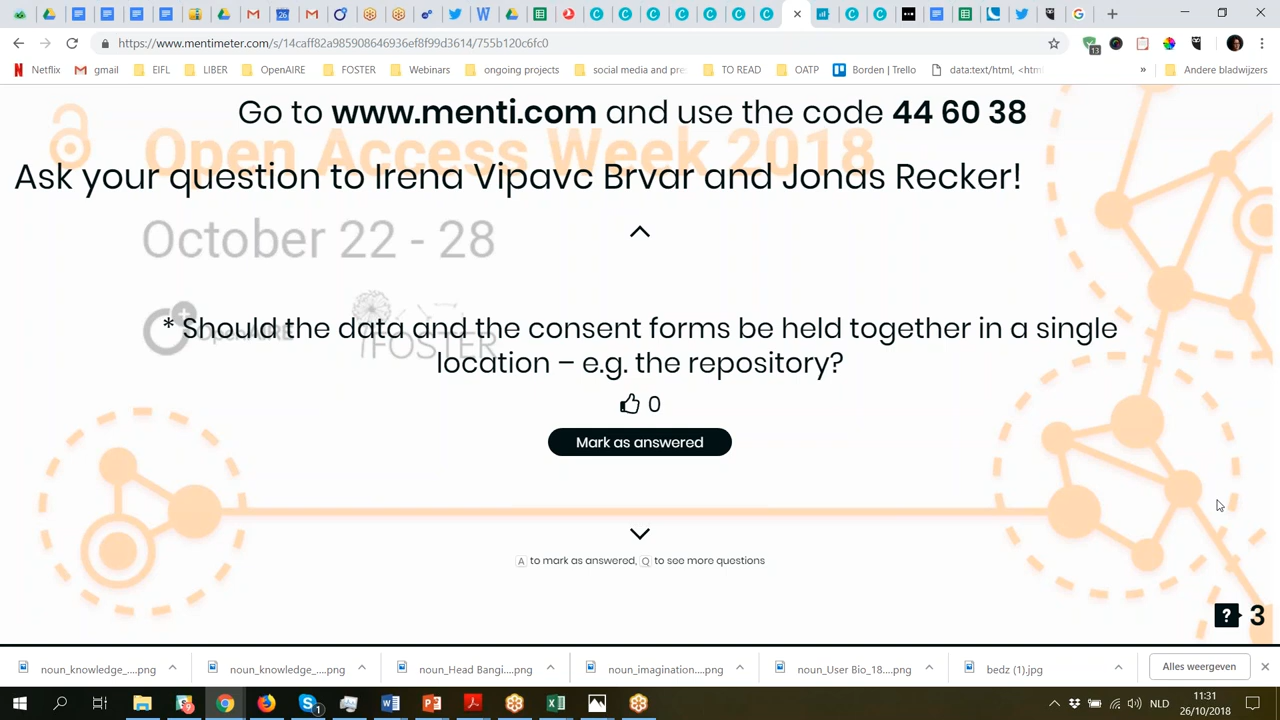 https://www.mentimeter.com/s/14caff82a985908646936ef8f99d3614/755b120c6fc0
13
Netflix
gmail
EIFL
LIBER
OpenAIRE
FOSTER
Webinars
ongoing projects
social media and pre
TO READ
OATP
Borden | Trello
data:text/html, <htm
»
Andere bladwijzers
Go to www.menti.com and use the code 44 60 38
Open Access Week 2018
Ask your question to Irena Vipavc Brvar and Jonas Recker!
October 22 - 28
* Should the data and the consent forms be held together in a single
location – e.g. the repository?
FOSTER
0
Mark as answered
A to mark as answered, Q to see more questions
? 3
noun_knowledge_....png
noun_knowledge_....png
noun_Head Bangi....png
noun_imagination....png
noun_User Bio_18....png
bedz (1).jpg
Alles weergeven
NLD
11:31
26/10/2018